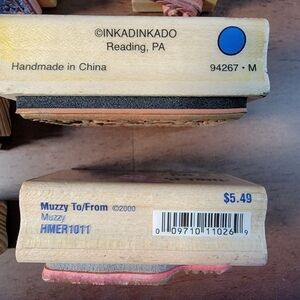 ©INKADINKADO
Reading, PA
Handmade in China
94267 • M
Muzzy To/From ©2000
$5.49
Muzzy
HMER1011
0 09710 11026 9